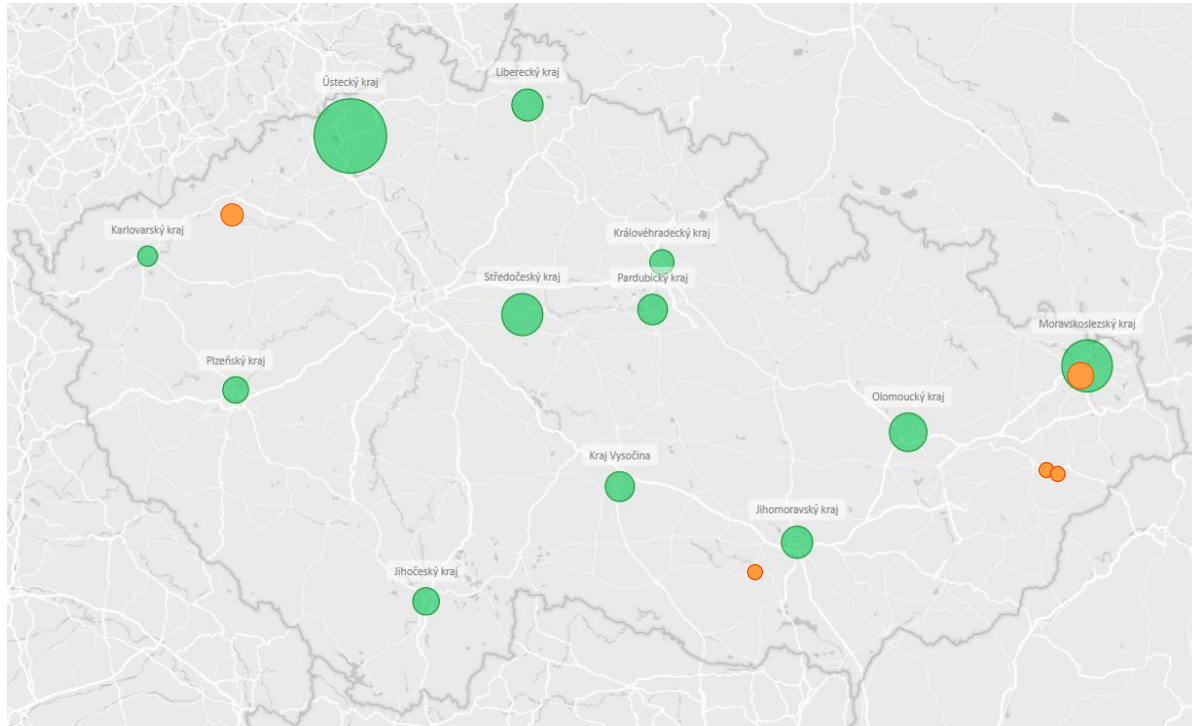 Liberecký kraj
Ústecký kraj
Karlovarský kraj
Královéhradecký kraj
Středočeský kraj
Pardubický kraj
Moravskoslezský kraj
Plzeňský kraj
Olomoucký kraj
Kraj Vysočina
Jihomoravský kraj
Jihočeský kraj